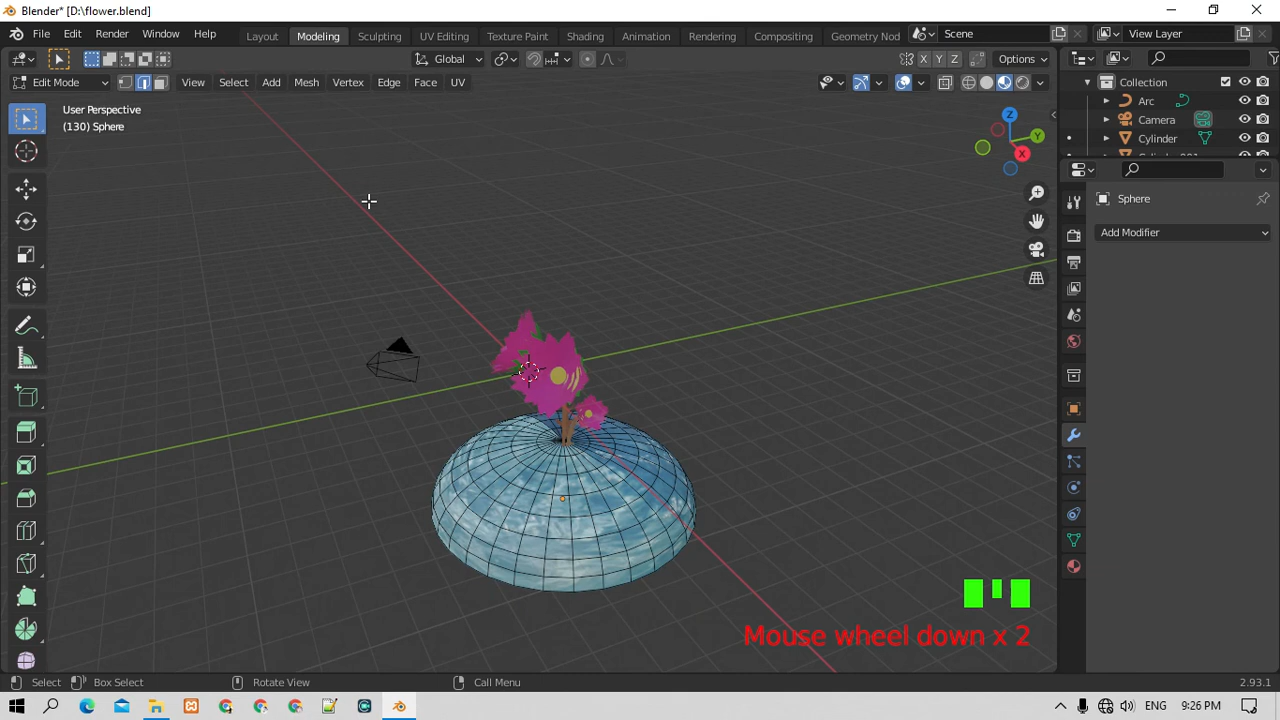 Blender* [D:\flower.blend]
File Edit Render Window Help Layout Modeling Sculpting UV Editing Texture Paint Shading Animation Rendering Compositing Geometry Nod Scene View Layer
Global X Y Z Options
Edit Mode View Select Add Mesh Vertex Edge Face UV
User Perspective
(130) Sphere
Z
Y
X
Collection
Arc
Camera
Cylinder
Sphere
Add Modifier
Mouse wheel down x 2
Select Box Select Rotate View Call Menu 2.93.1
ENG 9:26 PM